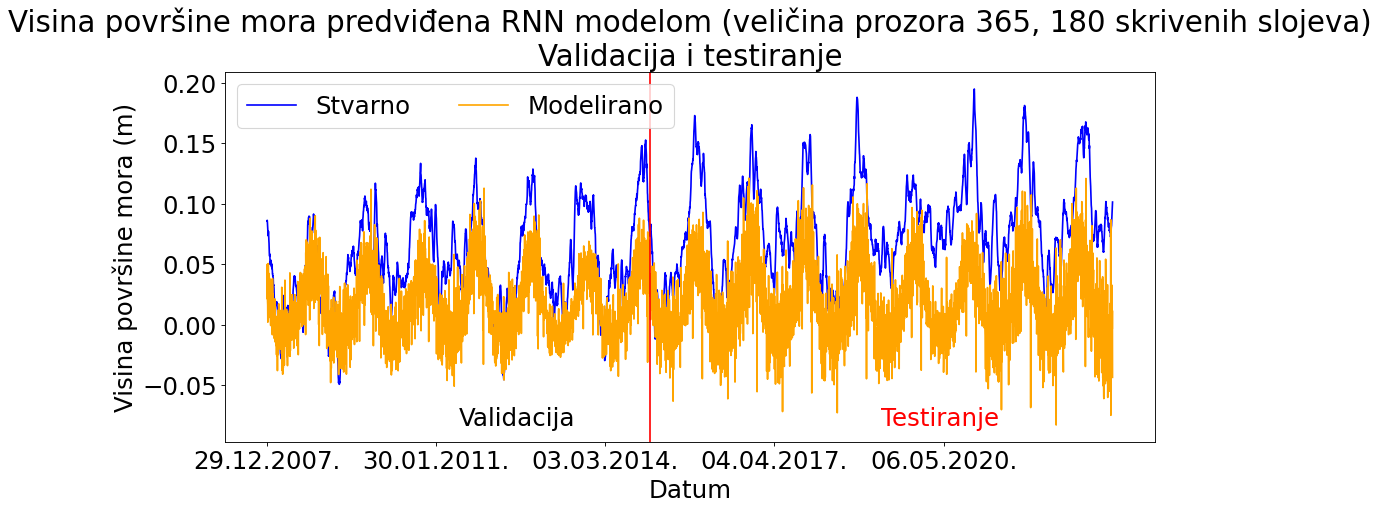 Visina površine mora predviđena RNN modelom (veličina prozora 365, 180 skrivenih slojeva)
Validacija i testiranje
Stvarno
Modelirano
Visina površine mora (m)
0.20
0.15
0.10
0.05
0.00
−0.05
Validacija
Testiranje
29.12.2007.
30.01.2011.
03.03.2014.
04.04.2017.
06.05.2020.
Datum